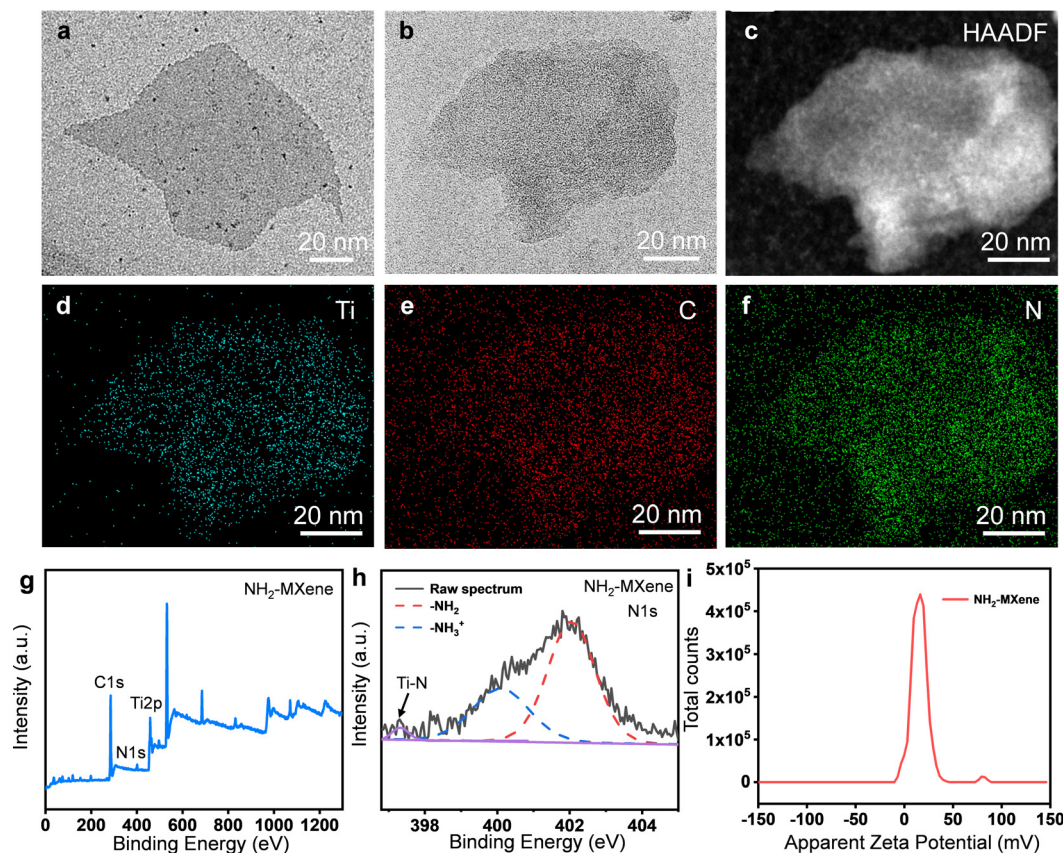 a
20 nm
b
20 nm
c
HAADF
20 nm
d
Ti
20 nm
e
C
20 nm
f
N
20 nm
g
NH₂-MXene
C1s
Ti2p
N1s
Intensity (a.u.)
0 200 400 600 800 1000 1200
Binding Energy (eV)
h
Raw spectrum
-NH₂
-NH₃⁺
NH₂-MXene
N1s
Ti-N
Intensity (a.u.)
398 400 402 404
Binding Energy (eV)
i
NH₂-MXene
Total counts
5x10⁵
4x10⁵
3x10⁵
2x10⁵
1x10⁵
0
-150 -100 -50 0 50 100 150
Apparent Zeta Potential (mV)